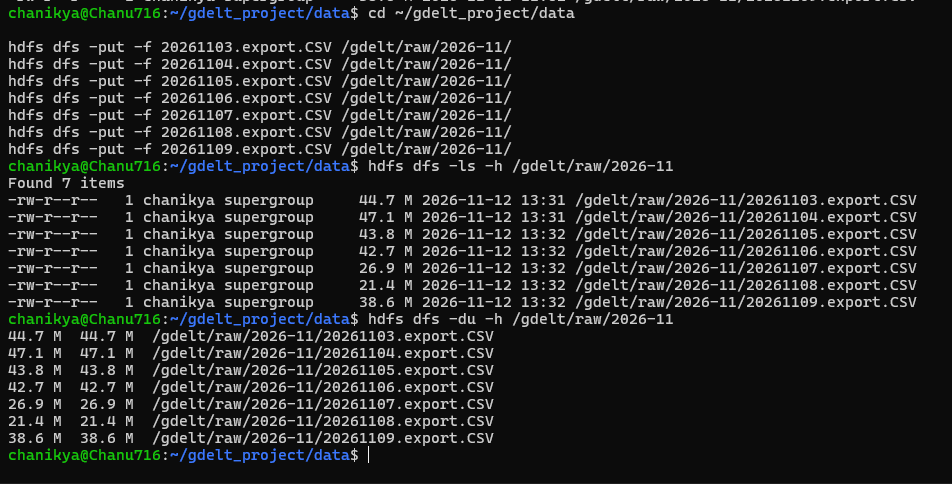 chanikya@Chanu716:~/gdelt_project/data$ cd ~/gdelt_project/data
hdfs dfs -put -f 20261103.export.CSV /gdelt/raw/2026-11/
hdfs dfs -put -f 20261104.export.CSV /gdelt/raw/2026-11/
hdfs dfs -put -f 20261105.export.CSV /gdelt/raw/2026-11/
hdfs dfs -put -f 20261106.export.CSV /gdelt/raw/2026-11/
hdfs dfs -put -f 20261107.export.CSV /gdelt/raw/2026-11/
hdfs dfs -put -f 20261108.export.CSV /gdelt/raw/2026-11/
hdfs dfs -put -f 20261109.export.CSV /gdelt/raw/2026-11/
chanikya@Chanu716:~/gdelt_project/data$ hdfs dfs -ls -h /gdelt/raw/2026-11
Found 7 items
-rw-r--r--   1 chanikya supergroup     44.7 M 2026-11-12 13:31 /gdelt/raw/2026-11/20261103.export.CSV
-rw-r--r--   1 chanikya supergroup     47.1 M 2026-11-12 13:31 /gdelt/raw/2026-11/20261104.export.CSV
-rw-r--r--   1 chanikya supergroup     43.8 M 2026-11-12 13:32 /gdelt/raw/2026-11/20261105.export.CSV
-rw-r--r--   1 chanikya supergroup     42.7 M 2026-11-12 13:32 /gdelt/raw/2026-11/20261106.export.CSV
-rw-r--r--   1 chanikya supergroup     26.9 M 2026-11-12 13:32 /gdelt/raw/2026-11/20261107.export.CSV
-rw-r--r--   1 chanikya supergroup     21.4 M 2026-11-12 13:32 /gdelt/raw/2026-11/20261108.export.CSV
-rw-r--r--   1 chanikya supergroup     38.6 M 2026-11-12 13:32 /gdelt/raw/2026-11/20261109.export.CSV
chanikya@Chanu716:~/gdelt_project/data$ hdfs dfs -du -h /gdelt/raw/2026-11
44.7 M  44.7 M  /gdelt/raw/2026-11/20261103.export.CSV
47.1 M  47.1 M  /gdelt/raw/2026-11/20261104.export.CSV
43.8 M  43.8 M  /gdelt/raw/2026-11/20261105.export.CSV
42.7 M  42.7 M  /gdelt/raw/2026-11/20261106.export.CSV
26.9 M  26.9 M  /gdelt/raw/2026-11/20261107.export.CSV
21.4 M  21.4 M  /gdelt/raw/2026-11/20261108.export.CSV
38.6 M  38.6 M  /gdelt/raw/2026-11/20261109.export.CSV
chanikya@Chanu716:~/gdelt_project/data$